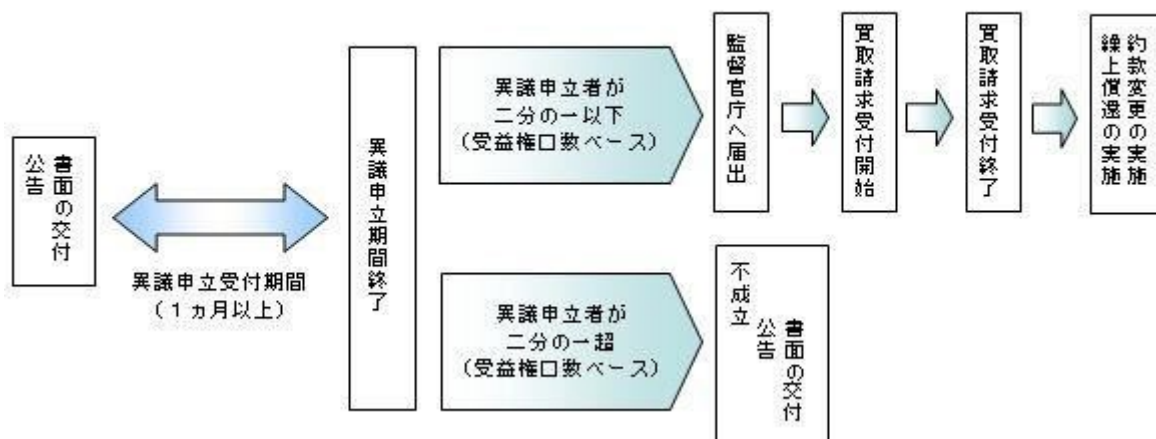 書面の交付
公告
異議申立受付期間
(1ヵ月以上)
異議申立期間終了
異議申立者が
二分の一以下
(受益権口数ベース)
監督官庁へ届出
買取請求受付開始
買取請求受付終了
約款変更の実施
繰上償還の実施
異議申立者が
二分の一超
(受益権口数ベース)
不成立
書面の交付
公告